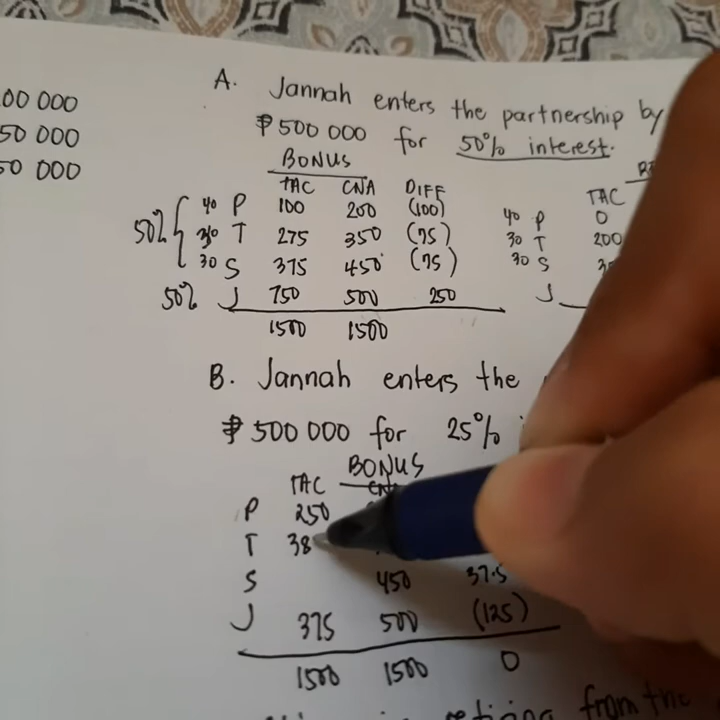 00 000
50 000
50 000
A. Jannah enters the partnership by
₱500 000 for 50% interest.
BONUS
TAC CNA DIFF
40 P 100 200 (100)
50% 30 T 275 350 (75)
30 S 375 450 (75)
50% J 750 500 250
1500 1500
TAC
40 P 0
30 T 200
30 S
J
B. Jannah enters the
₱ 500 000 for 25%
BONUS
TAC
P 250
T 38
S 450 37.5
J 375 500 (125)
1500 1500 0
from the